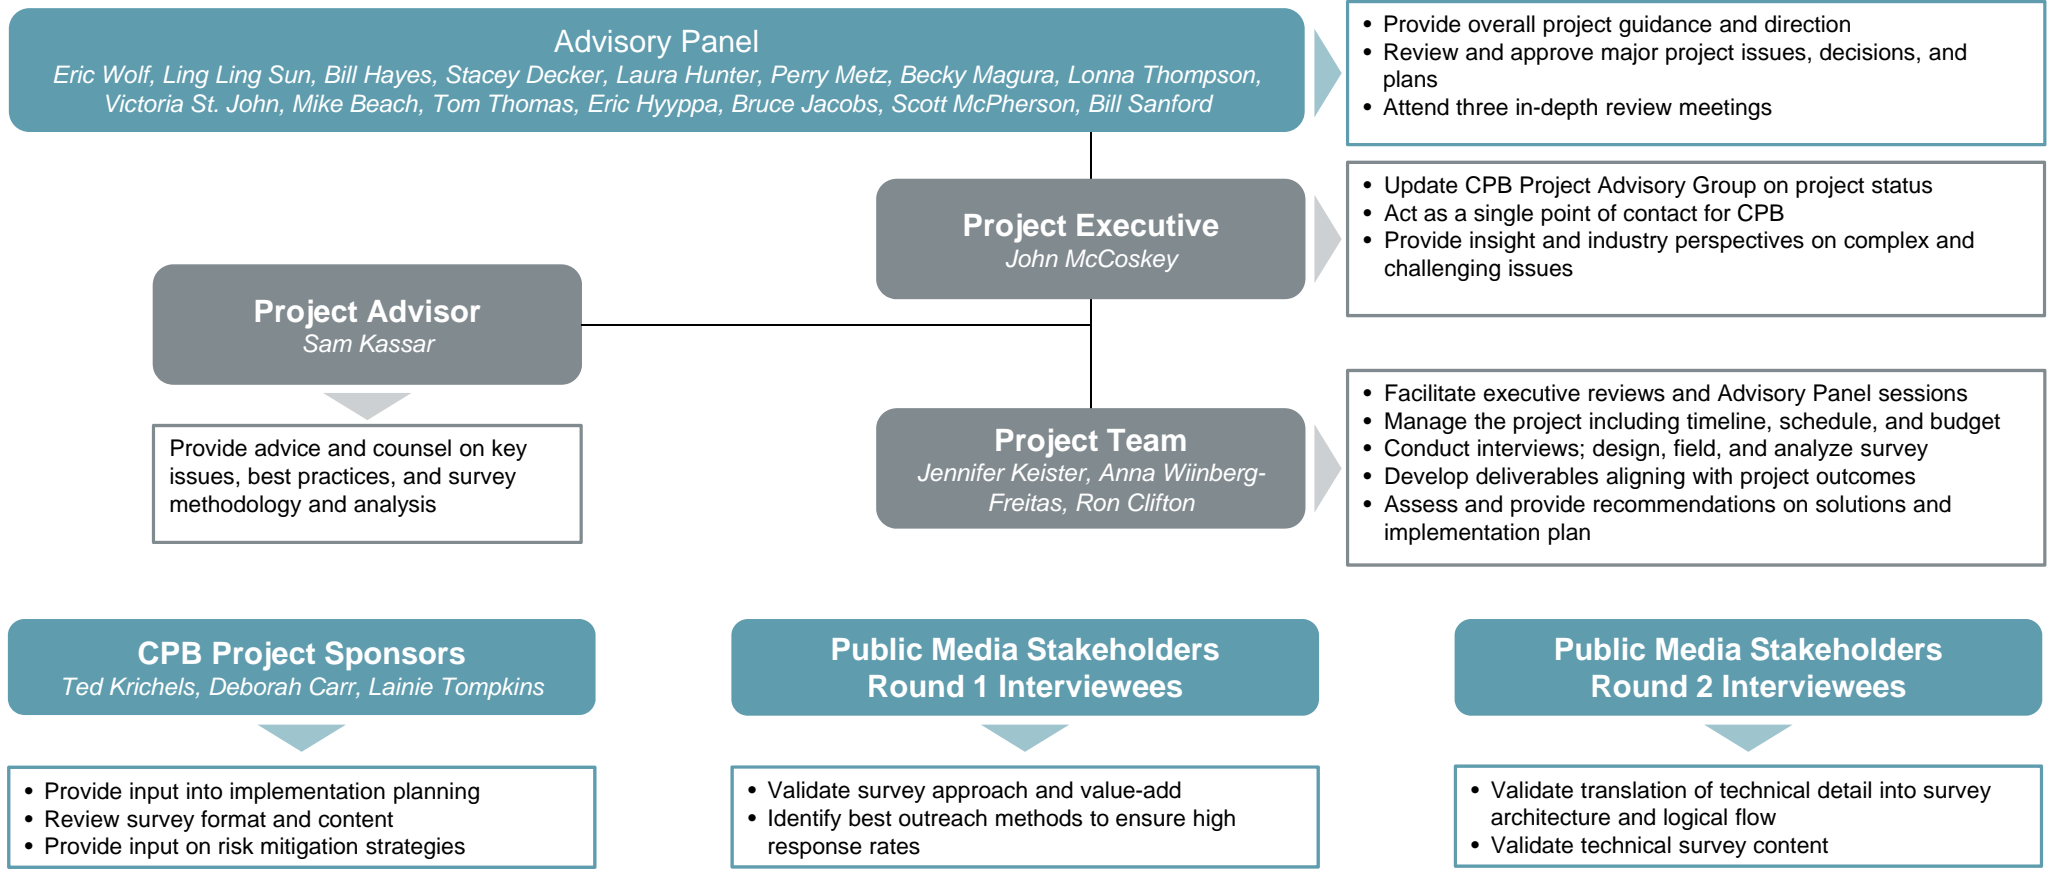 Advisory Panel
Eric Wolf, Ling Ling Sun, Bill Hayes, Stacey Decker, Laura Hunter, Perry Metz, Becky Magura, Lonna Thompson,
Victoria St. John, Mike Beach, Tom Thomas, Eric Hyyppa, Bruce Jacobs, Scott McPherson, Bill Sanford
• Provide overall project guidance and direction
• Review and approve major project issues, decisions, and
plans
• Attend three in-depth review meetings
Project Executive
John McCoskey
• Update CPB Project Advisory Group on project status
• Act as a single point of contact for CPB
• Provide insight and industry perspectives on complex and
challenging issues
Project Advisor
Sam Kassar
Provide advice and counsel on key
issues, best practices, and survey
methodology and analysis
Project Team
Jennifer Keister, Anna Wiinberg-
Freitas, Ron Clifton
• Facilitate executive reviews and Advisory Panel sessions
• Manage the project including timeline, schedule, and budget
• Conduct interviews; design, field, and analyze survey
• Develop deliverables aligning with project outcomes
• Assess and provide recommendations on solutions and
implementation plan
CPB Project Sponsors
Ted Krichels, Deborah Carr, Lainie Tompkins
• Provide input into implementation planning
• Review survey format and content
• Provide input on risk mitigation strategies
Public Media Stakeholders
Round 1 Interviewees
• Validate survey approach and value-add
• Identify best outreach methods to ensure high
response rates
Public Media Stakeholders
Round 2 Interviewees
• Validate translation of technical detail into survey
architecture and logical flow
• Validate technical survey content